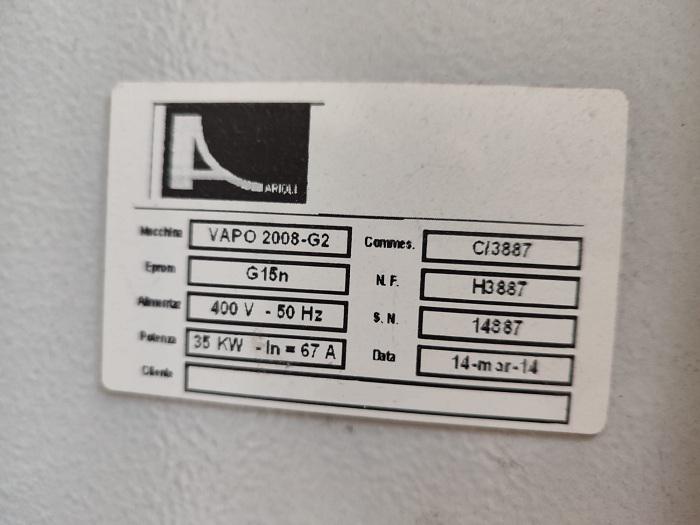 ARIOLI
Macchina VAPO 2008-G2 Commes. C/3887
Eprom G15n N. F. H3887
Alimentaz 400 V - 50 Hz S. N. 14887
Potenza 35 KW - In = 67 A Data 14-mar-14
Cliente